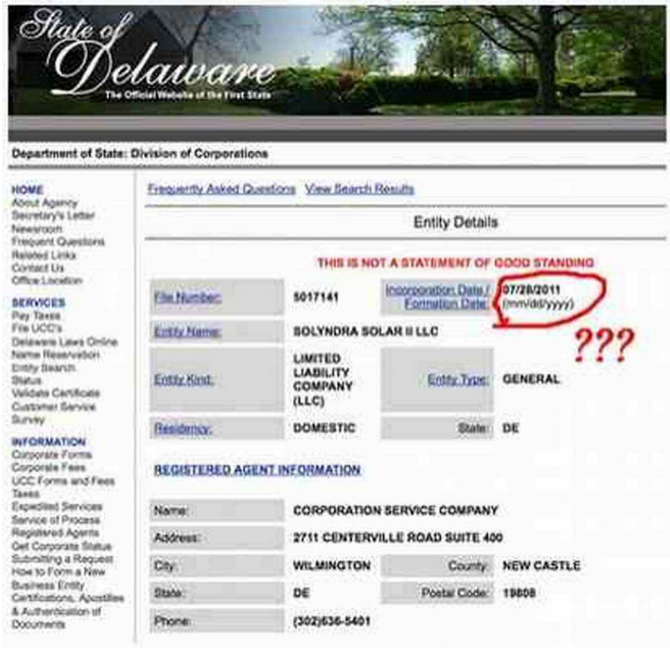 State of
Delaware
The Official Website of the First State
Department of State: Division of Corporations
HOME
About Agency
Secretary's Letter
Newsroom
Frequent Questions
Related Links
Contact Us
Office Location
SERVICES
Pay Taxes
File UCC's
Delaware Laws Online
Name Reservation
Entity Search
Status
Validate Certificate
Customer Service
Survey
INFORMATION
Corporate Forms
Corporate Fees
UCC Forms and Fees
Taxes
Expedited Services
Service of Process
Registered Agents
Get Corporate Status
Submitting a Request
How to Form a New
Business Entity
Certifications, Apostilles
& Authentication of
Documents
Frequently Asked Questions View Search Results
Entity Details
THIS IS NOT A STATEMENT OF GOOD STANDING
File Number: 5017141 Incorporation Date / Formation Date: 07/28/2011
(mm/dd/yyyy)
???
Entity Name: SOLYNDRA SOLAR II LLC
Entity Kind: LIMITED
LIABILITY
COMPANY
(LLC) Entity Type: GENERAL
Residency: DOMESTIC State: DE
REGISTERED AGENT INFORMATION
Name: CORPORATION SERVICE COMPANY
Address: 2711 CENTERVILLE ROAD SUITE 400
City: WILMINGTON County: NEW CASTLE
State: DE Postal Code: 19808
Phone: (302)636-5401